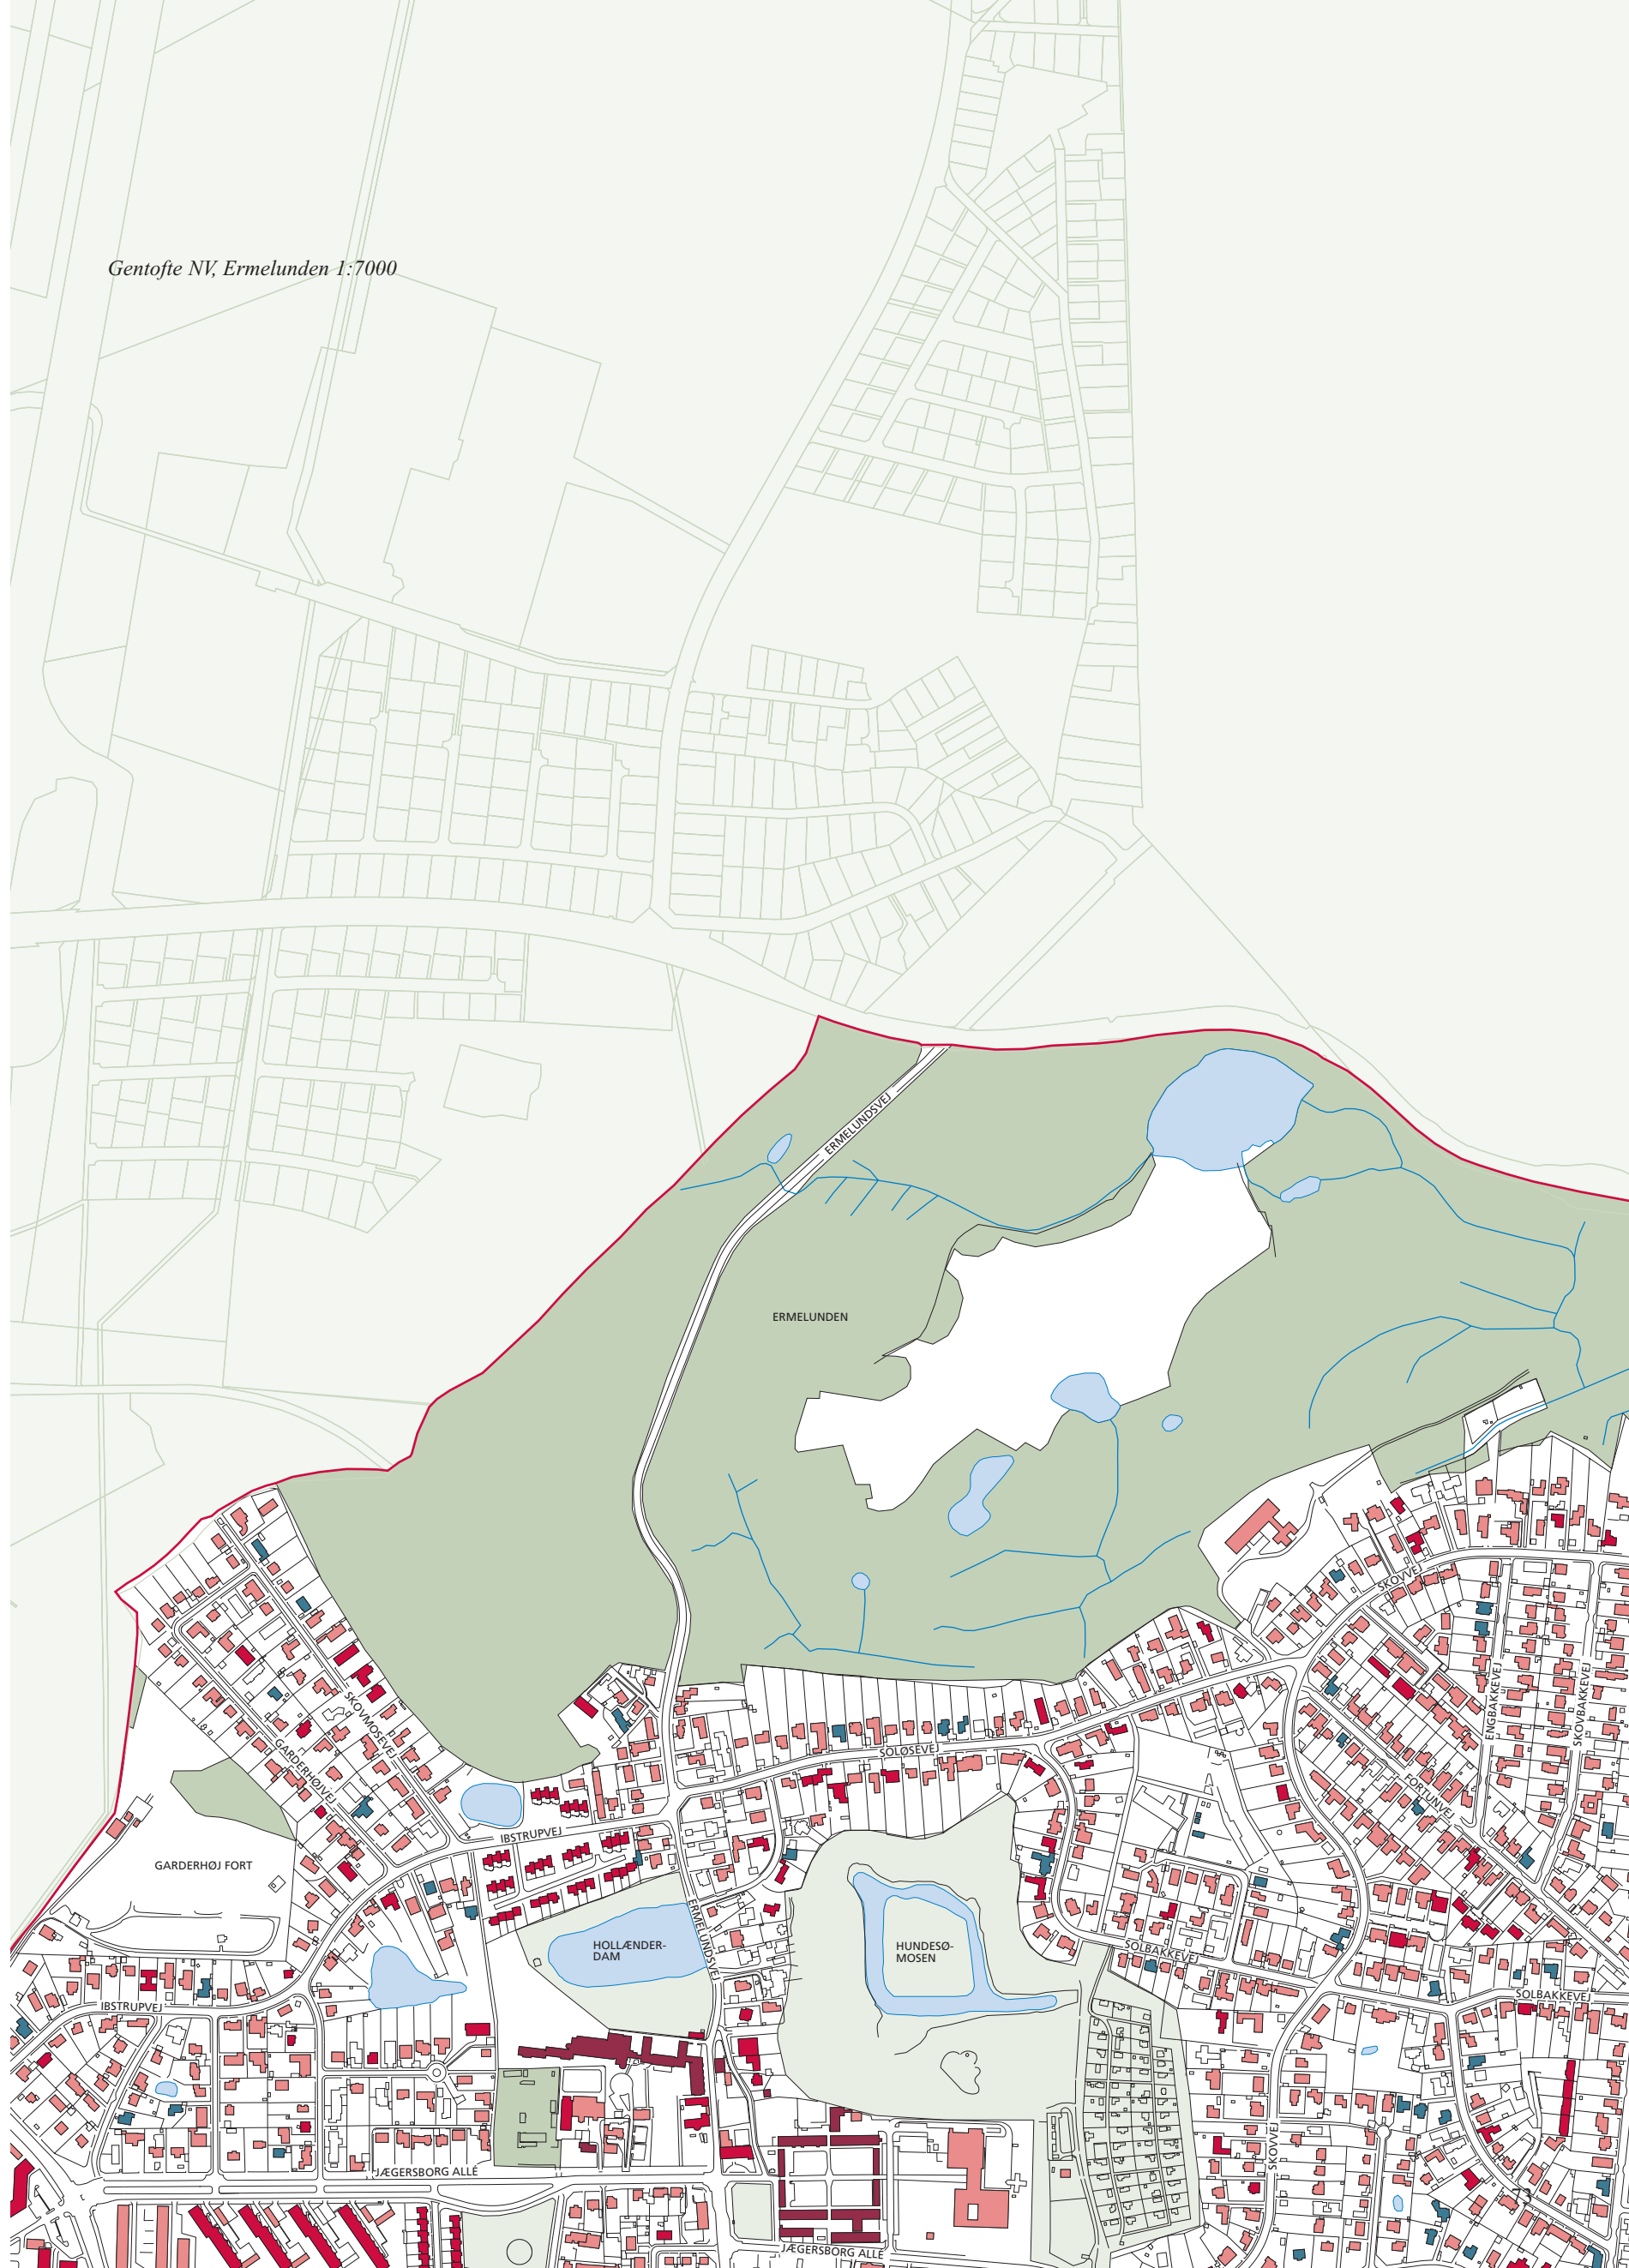 Gentofte NV, Ermelunden 1:7000
ERMELUNDSVEJ
ERMELUNDEN
SKOVVEJ
ENGBAKKEVEJ
SKOVBAKKEVEJ
SKOVMOSEVEJ
GARDERHØJVEJ
SOLØSEVEJ
FORTUNVEJ
IBSTRUPVEJ
GARDERHØJ FORT
ERMELUNDSVEJ
HOLLÆNDER-
DAM
HUNDESØ-
MOSEN
SOLBAKKEVEJ
SOLBAKKEVEJ
IBSTRUPVEJ
SKOVVEJ
JÆGERSBORG ALLÉ
73
JÆGERSBORG ALLÉ